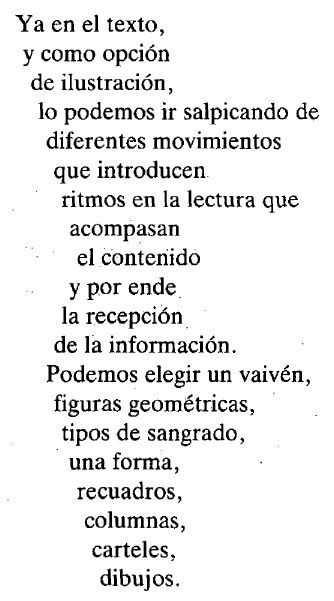 Ya en el texto,
y como opción
de ilustración,
lo podemos ir salpicando de
diferentes movimientos
que introducen
ritmos en la lectura que
acompasan
el contenido
y por ende
la recepción
de la información.
Podemos elegir un vaivén,
figuras geométricas,
tipos de sangrado,
una forma,
recuadros,
columnas,
carteles,
dibujos.